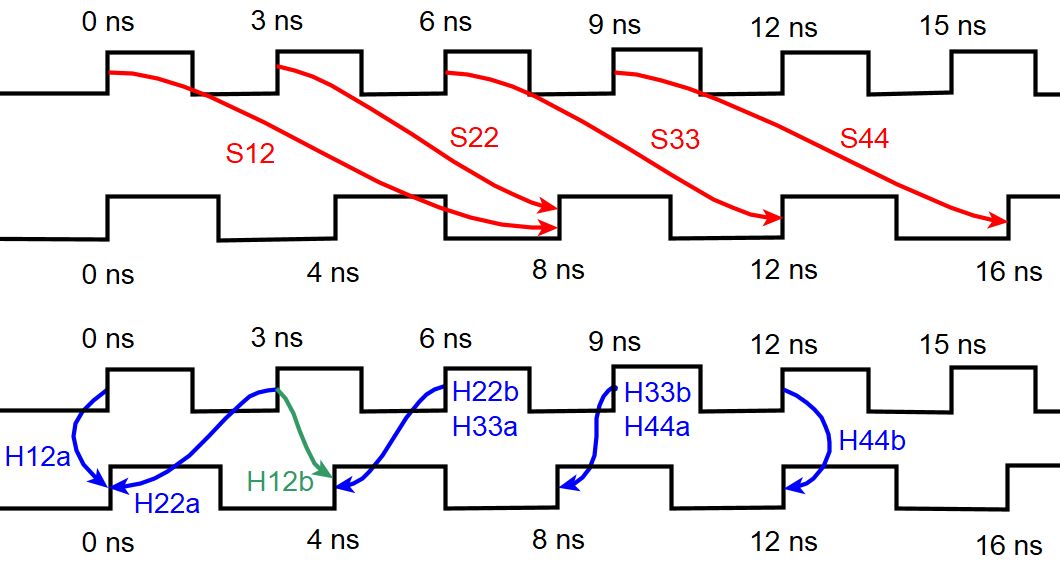 0 ns 3 ns 6 ns 9 ns 12 ns 15 ns
S12 S22 S33 S44
0 ns 4 ns 8 ns 12 ns 16 ns
0 ns 3 ns 6 ns 9 ns 12 ns 15 ns
H22b H33b
H33a H44a
H12a H12b H44b
H22a
0 ns 4 ns 8 ns 12 ns 16 ns